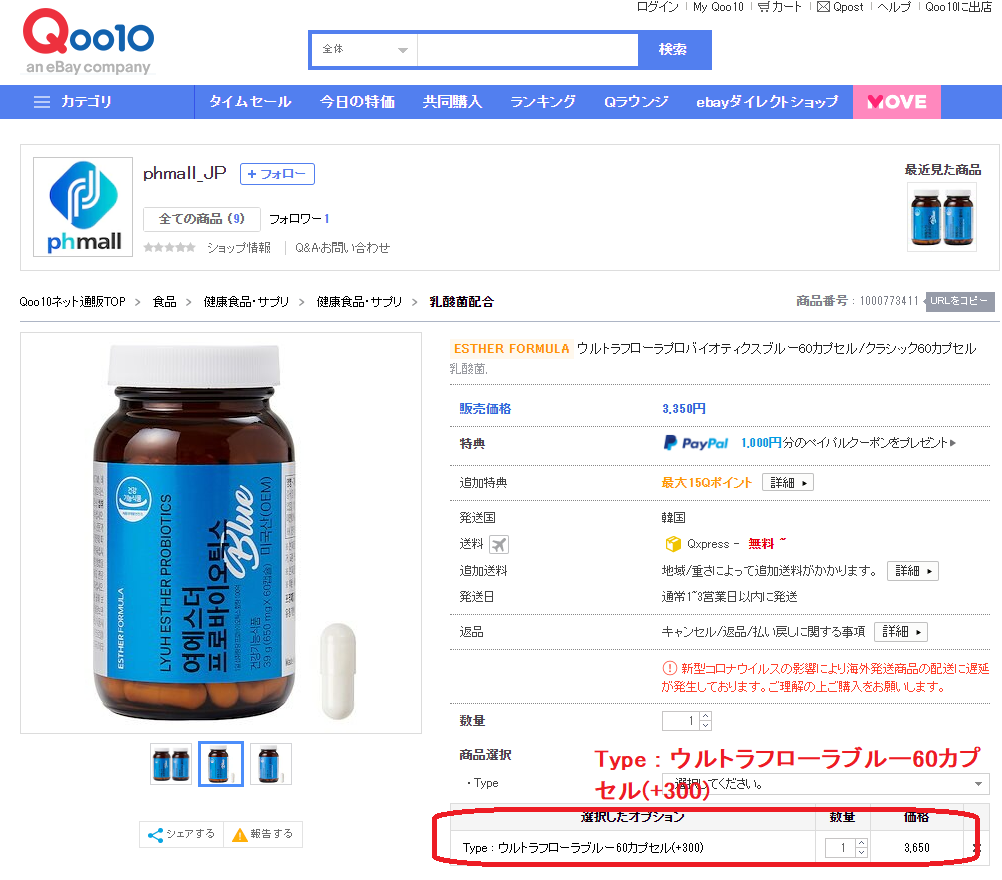 ログイン My Qoo10 カート Qpost ヘルプ Qoo10に出店
Qoo10
an eBay company
全体 検索
カテゴリ タイムセール 今日の特価 共同購入 ランキング Qラウンジ ebayダイレクトショップ MOVE
phmall
phmall_JP +フォロー
全ての商品 (9) フォロワー1
ショップ情報 Q&A・お問い合わせ
最近見た商品
Qoo10ネット通販TOP > 食品 > 健康食品・サプリ > 健康食品・サプリ > 乳酸菌配合
商品番号 : 1000773411 URLをコピー
건강기능식품
ESTHER FORMULA
LYUH ESTHER PROBIOTICS
여에스더
프로바이오틱스
Blue
미국산(OEM)
건강기능식품
39 g (650 mg X 60캡슐)
ESTHER FORMULA ウルトラフローラプロバイオティクスブルー60カプセル/クラシック60カプセル
乳酸菌.
販売価格 3,350円
特典 PayPal 1,000円分のペイパルクーポンをプレゼント
追加特典 最大15Qポイント 詳細
発送国 韓国
送料 Qxpress - 無料 ~
追加送料 地域/重さによって追加送料がかかります。 詳細
発送日 通常1~3営業日以内に発送
返品 キャンセル/返品/払い戻しに関する事項 詳細
新型コロナウイルスの影響により海外発送商品の配送に遅延
が発生しております。ご理解の上ご購入をお願いします。
数量 1
商品選択
・Type 選択してください。
Type : ウルトラフローラブルー60カプ
セル(+300)
選択したオプション 数量 価格
Type : ウルトラフローラブルー60カプセル(+300) 1 3,650
シェアする 報告する